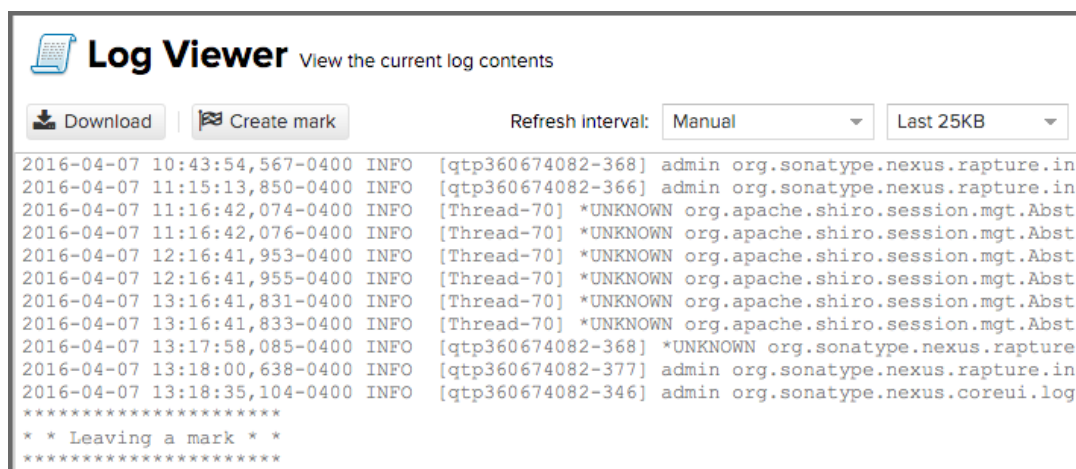 Log Viewer View the current log contents
Download Create mark Refresh interval: Manual Last 25KB
2016-04-07 10:43:54,567-0400 INFO [qtp360674082-368] admin org.sonatype.nexus.rapture.in
2016-04-07 11:15:13,850-0400 INFO [qtp360674082-366] admin org.sonatype.nexus.rapture.in
2016-04-07 11:16:42,074-0400 INFO [Thread-70] *UNKNOWN org.apache.shiro.session.mgt.Abst
2016-04-07 11:16:42,076-0400 INFO [Thread-70] *UNKNOWN org.apache.shiro.session.mgt.Abst
2016-04-07 12:16:41,953-0400 INFO [Thread-70] *UNKNOWN org.apache.shiro.session.mgt.Abst
2016-04-07 12:16:41,955-0400 INFO [Thread-70] *UNKNOWN org.apache.shiro.session.mgt.Abst
2016-04-07 13:16:41,831-0400 INFO [Thread-70] *UNKNOWN org.apache.shiro.session.mgt.Abst
2016-04-07 13:16:41,833-0400 INFO [Thread-70] *UNKNOWN org.apache.shiro.session.mgt.Abst
2016-04-07 13:17:58,085-0400 INFO [qtp360674082-368] *UNKNOWN org.sonatype.nexus.rapture
2016-04-07 13:18:00,638-0400 INFO [qtp360674082-377] admin org.sonatype.nexus.rapture.in
2016-04-07 13:18:35,104-0400 INFO [qtp360674082-346] admin org.sonatype.nexus.coreui.log
**********************
* * Leaving a mark * *
**********************